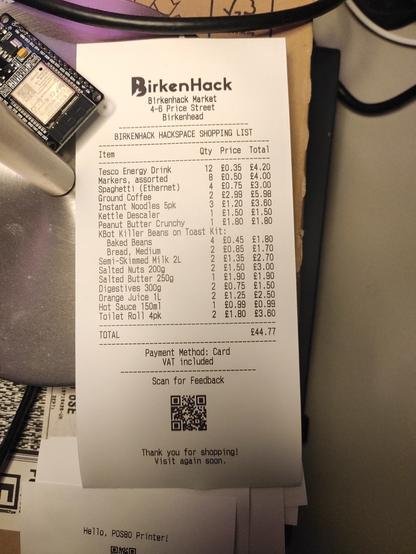 BirkenHack
Birkenhack Market
4-6 Price Street
Birkenhead
BIRKENHACK HACKSPACE SHOPPING LIST
Item Qty Price Total
Tesco Energy Drink 12 £0.35 £4.20
Markers, assorted 8 £0.50 £4.00
Spaghetti (Ethernet) 4 £0.75 £3.00
Ground Coffee 2 £2.99 £5.98
Instant Noodles 5pk 3 £1.20 £3.60
Kettle Descaler 1 £1.50 £1.50
Peanut Butter Crunchy 1 £1.80 £1.80
KBot Killer Beans on Toast Kit:
Baked Beans 4 £0.45 £1.80
Bread, Medium 2 £0.85 £1.70
Semi-Skimmed Milk 2L 2 £1.35 £2.70
Salted Nuts 200g 2 £1.50 £3.00
Salted Butter 250g 1 £1.90 £1.90
Digestives 300g 2 £0.75 £1.50
Orange Juice 1L 2 £1.25 £2.50
Hot Sauce 150ml 1 £0.99 £0.99
Toilet Roll 4pk 2 £1.80 £3.60
TOTAL £44.77
Payment Method: Card
VAT included
Scan for Feedback
Thank you for shopping!
Visit again soon.
Hello, POS80 Printer!